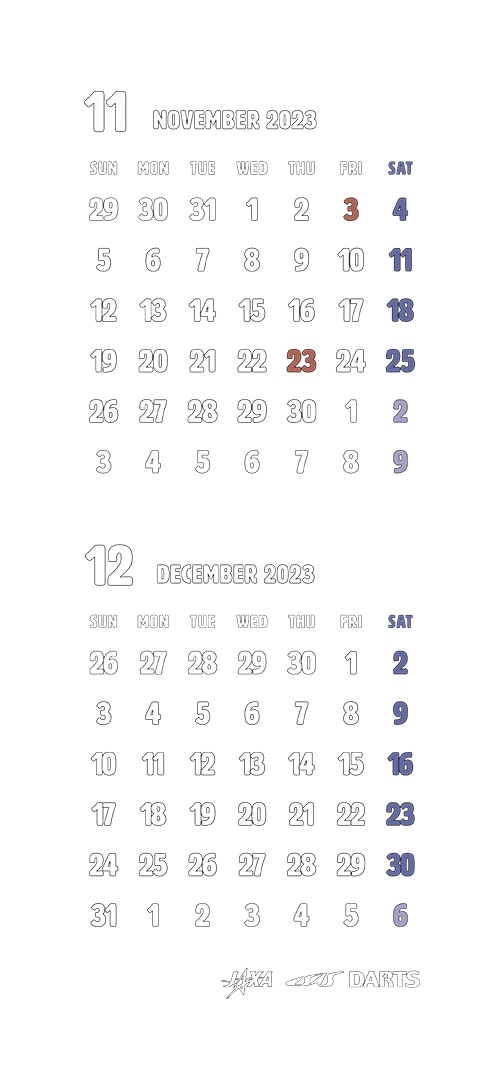 11 NOVEMBER 2023
SUN MON TUE WED THU FRI SAT
29 30 31 1 2 3 4
5 6 7 8 9 10 11
12 13 14 15 16 17 18
19 20 21 22 23 24 25
26 27 28 29 30 1 2
3 4 5 6 7 8 9
12 DECEMBER 2023
SUN MON TUE WED THU FRI SAT
26 27 28 29 30 1 2
3 4 5 6 7 8 9
10 11 12 13 14 15 16
17 18 19 20 21 22 23
24 25 26 27 28 29 30
31 1 2 3 4 5 6
JAXA ISAS DARTS